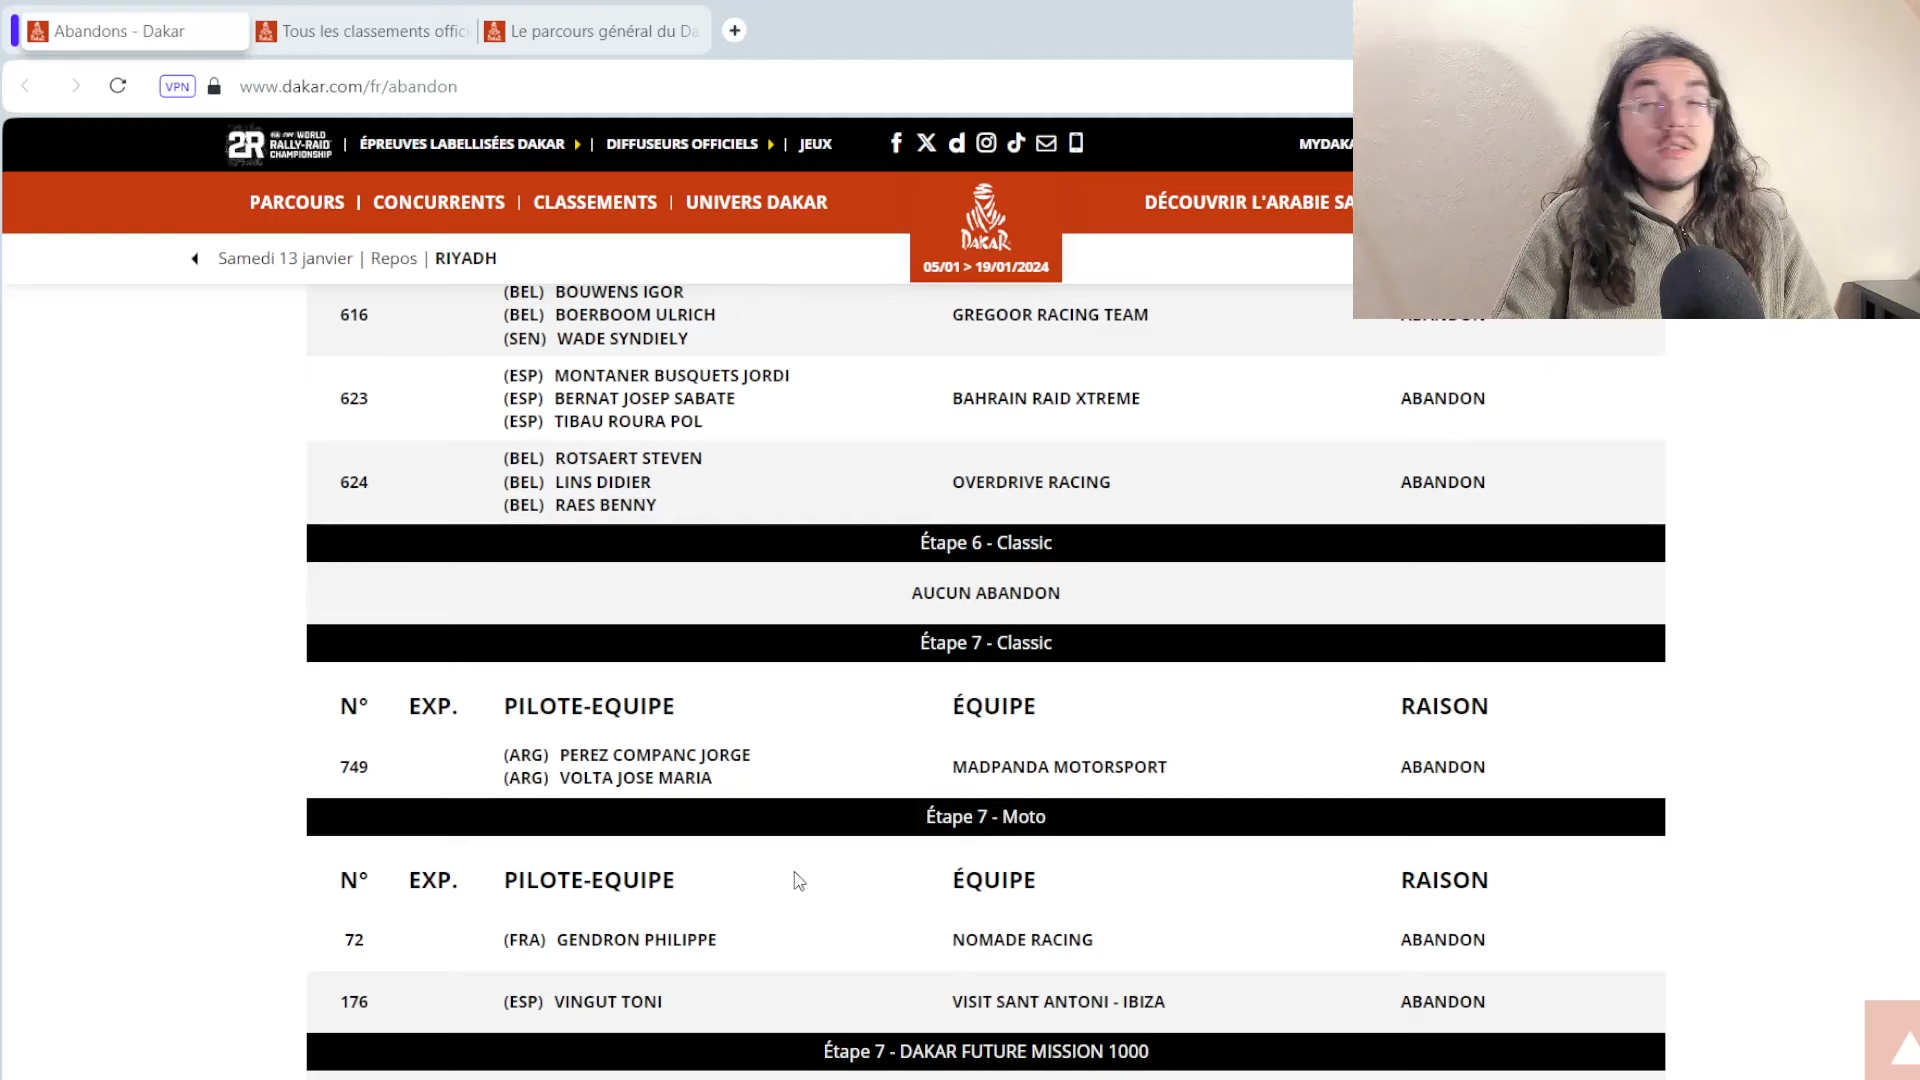 Abandons - Dakar
Tous les classements offic
Le parcours général du Da
VPN
www.dakar.com/fr/abandon
2R WORLD RALLY-RAID CHAMPIONSHIP | ÉPREUVES LABELLISÉES DAKAR | DIFFUSEURS OFFICIELS | JEUX
MYDAKA
PARCOURS | CONCURRENTS | CLASSEMENTS | UNIVERS DAKAR
DÉCOUVRIR L'ARABIE SA
DAKAR
05/01 > 19/01/2024
Samedi 13 janvier | Repos | RIYADH
(BEL) BOUWENS IGOR
616 (BEL) BOERBOOM ULRICH GREGOOR RACING TEAM
(SEN) WADE SYNDIELY
(ESP) MONTANER BUSQUETS JORDI
623 (ESP) BERNAT JOSEP SABATE BAHRAIN RAID XTREME ABANDON
(ESP) TIBAU ROURA POL
(BEL) ROTSAERT STEVEN
624 (BEL) LINS DIDIER OVERDRIVE RACING ABANDON
(BEL) RAES BENNY
Étape 6 - Classic
AUCUN ABANDON
Étape 7 - Classic
N° EXP. PILOTE-EQUIPE ÉQUIPE RAISON
(ARG) PEREZ COMPANC JORGE
749 MADPANDA MOTORSPORT ABANDON
(ARG) VOLTA JOSE MARIA
Étape 7 - Moto
N° EXP. PILOTE-EQUIPE ÉQUIPE RAISON
72 (FRA) GENDRON PHILIPPE NOMADE RACING ABANDON
176 (ESP) VINGUT TONI VISIT SANT ANTONI - IBIZA ABANDON
Étape 7 - DAKAR FUTURE MISSION 1000